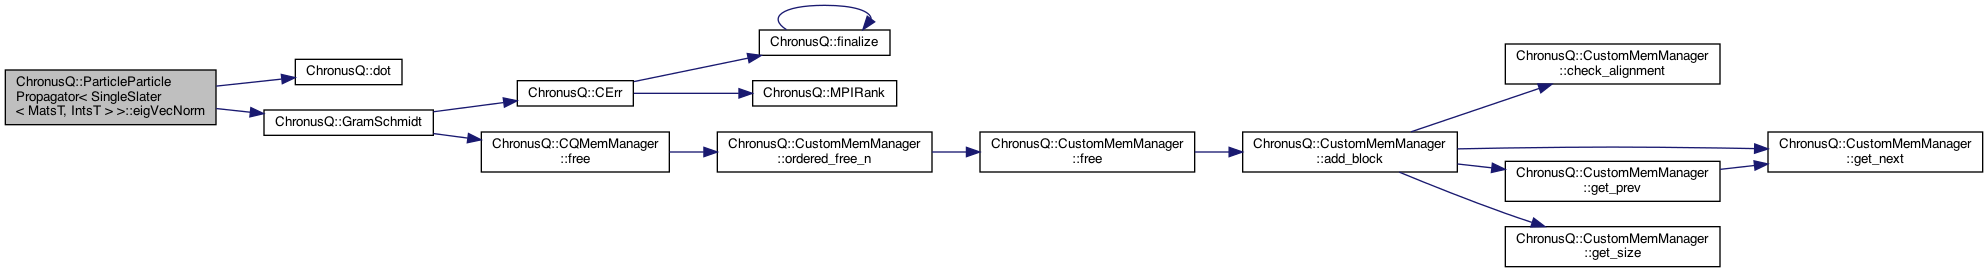 ChronusQ::ParticleParticle
Propagator< SingleSlater
< MatsT, IntsT > >::eigVecNorm
ChronusQ::dot
ChronusQ::GramSchmidt
ChronusQ::CErr
ChronusQ::finalize
ChronusQ::MPIRank
ChronusQ::CQMemManager
::free
ChronusQ::CustomMemManager
::ordered_free_n
ChronusQ::CustomMemManager
::free
ChronusQ::CustomMemManager
::add_block
ChronusQ::CustomMemManager
::check_alignment
ChronusQ::CustomMemManager
::get_next
ChronusQ::CustomMemManager
::get_prev
ChronusQ::CustomMemManager
::get_size